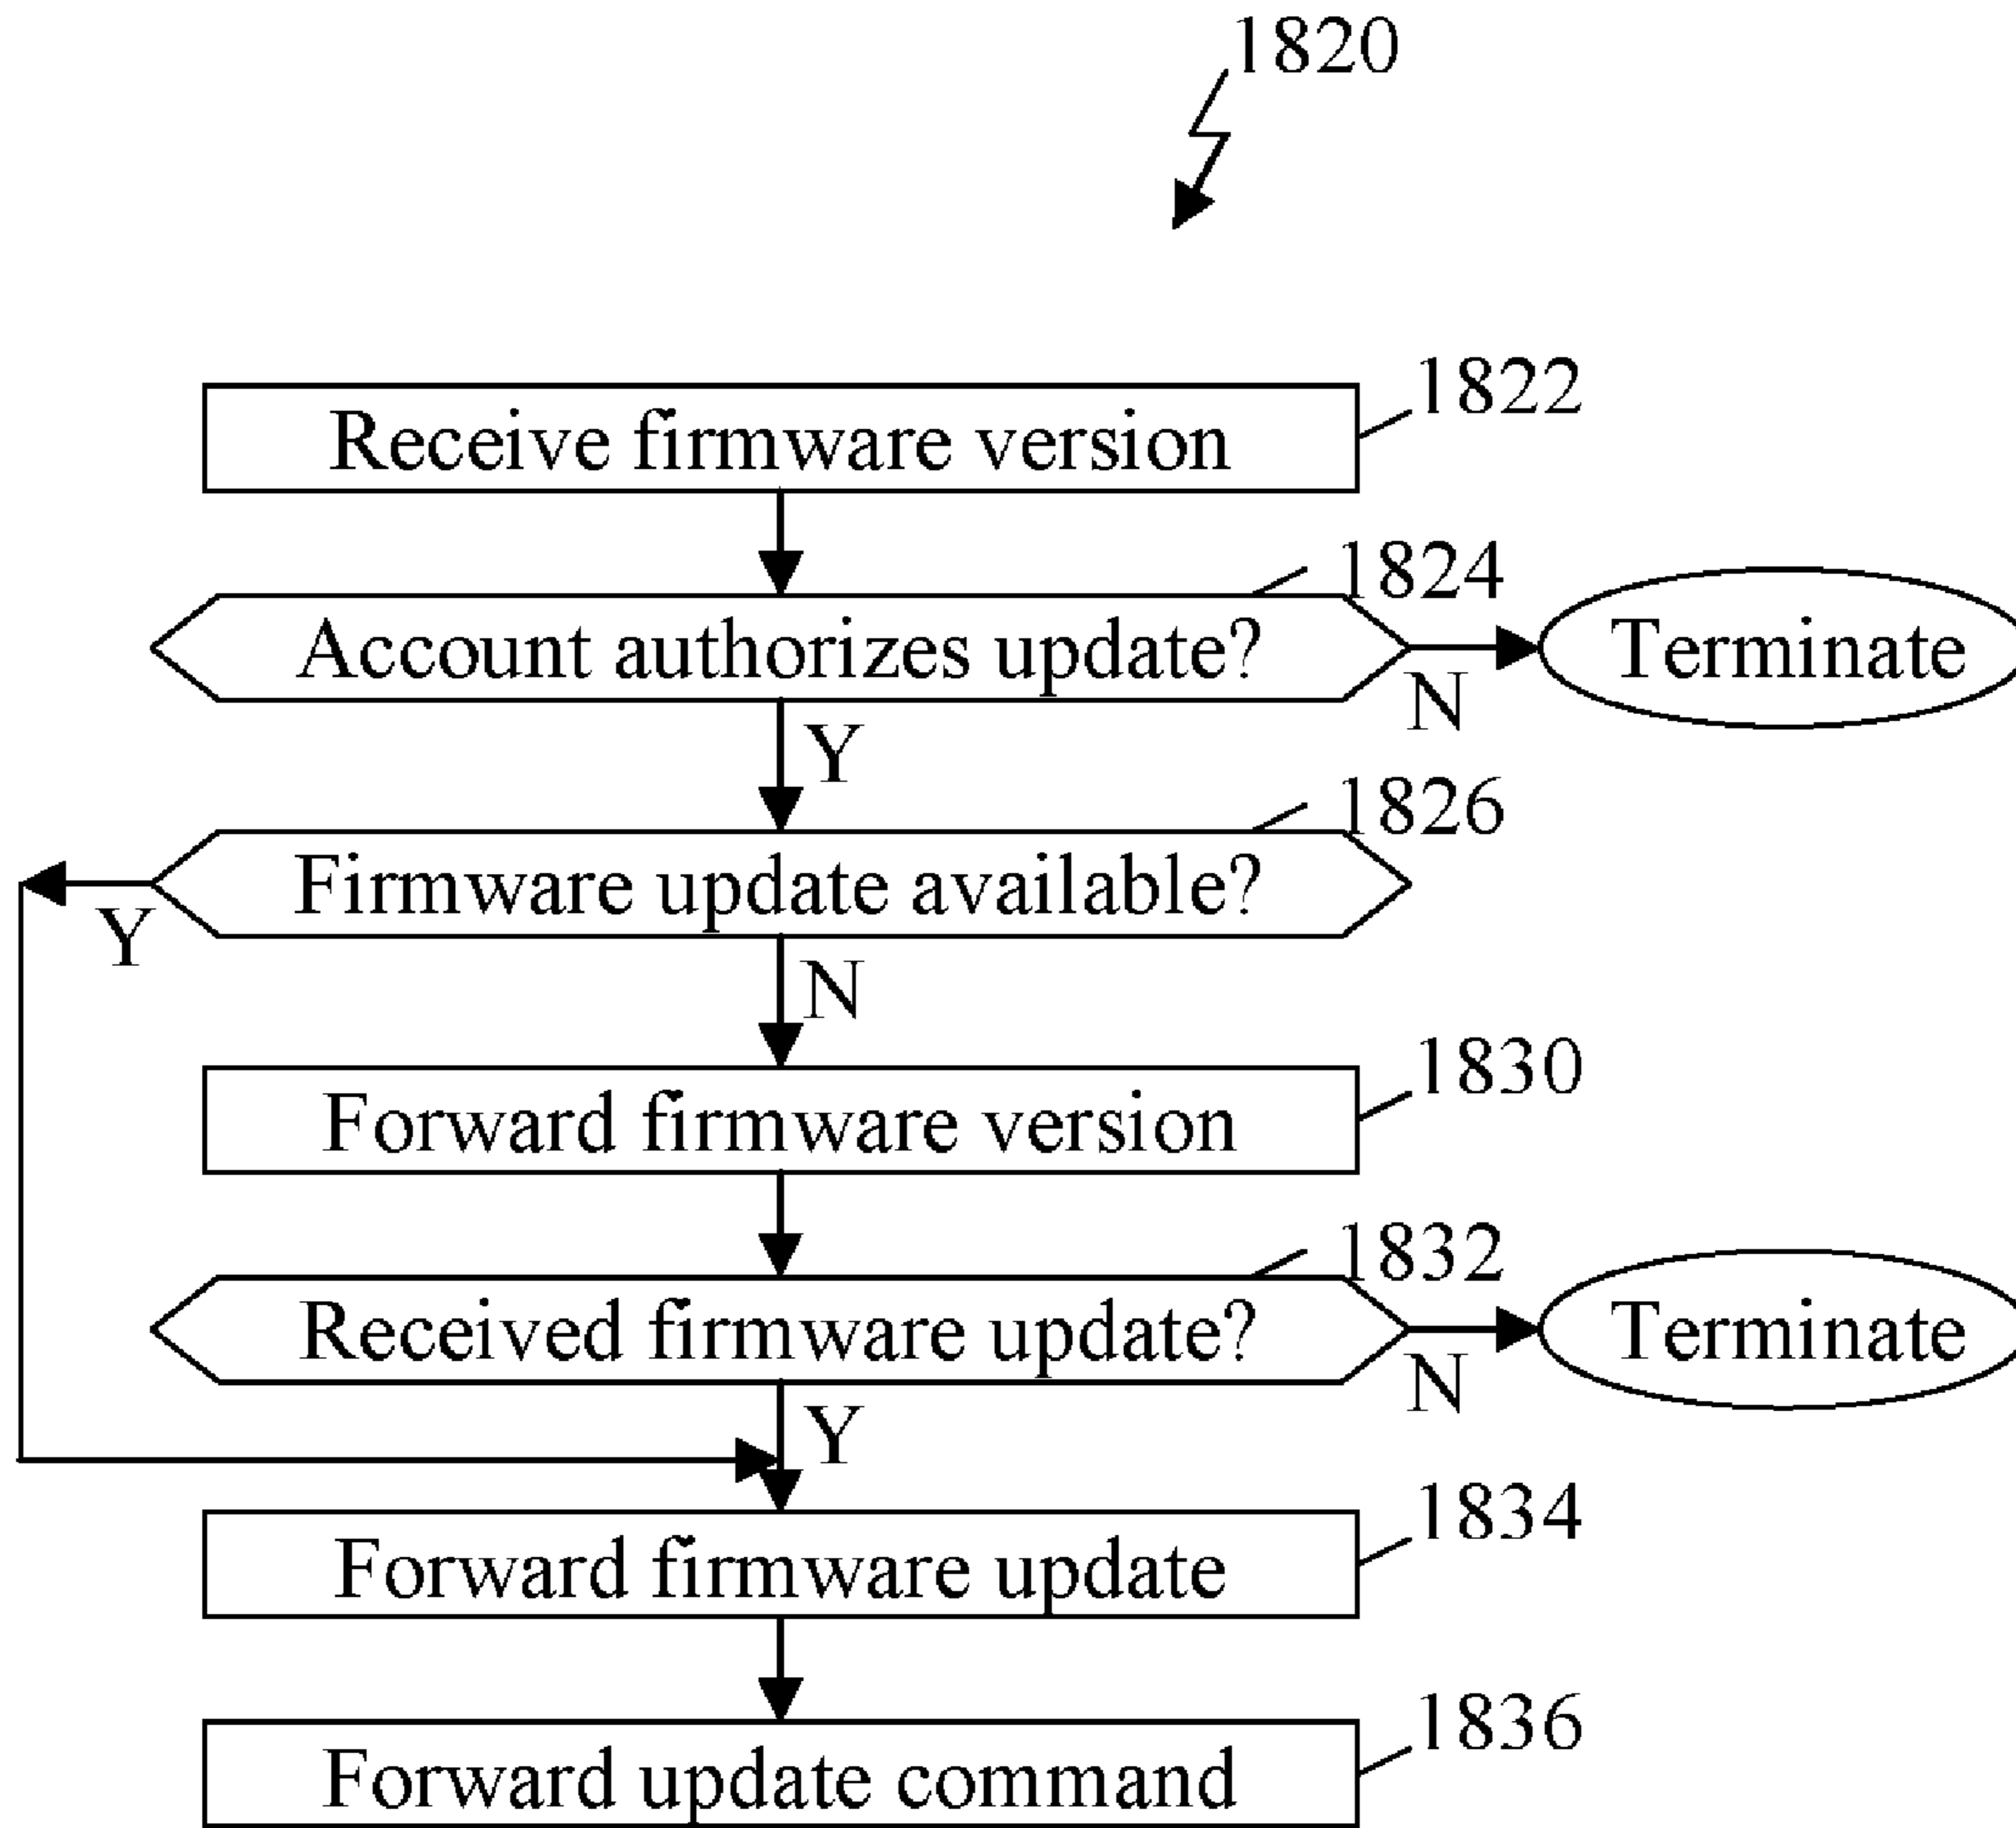 1820
Receive firmware version
1822
Account authorizes update?
1824
Terminate
N
Y
Firmware update available?
1826
Y
N
Forward firmware version
1830
Received firmware update?
1832
Terminate
N
Y
Forward firmware update
1834
Forward update command
1836